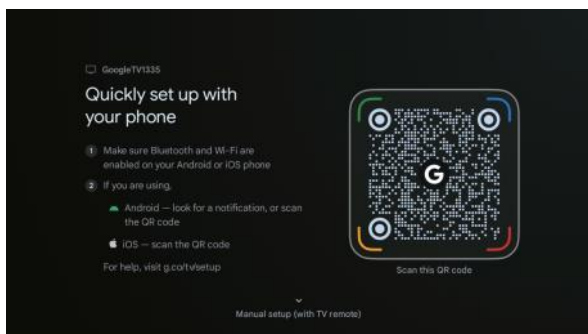 GoogleTV1335
Quickly set up with
your phone
1 Make sure Bluetooth and Wi-Fi are
enabled on your Android or iOS phone
2 If you are using,
Android — look for a notification, or scan
the QR code
iOS — scan the QR code
For help, visit g.co/tv/setup
G
Scan this QR code
Manual setup (with TV remote)